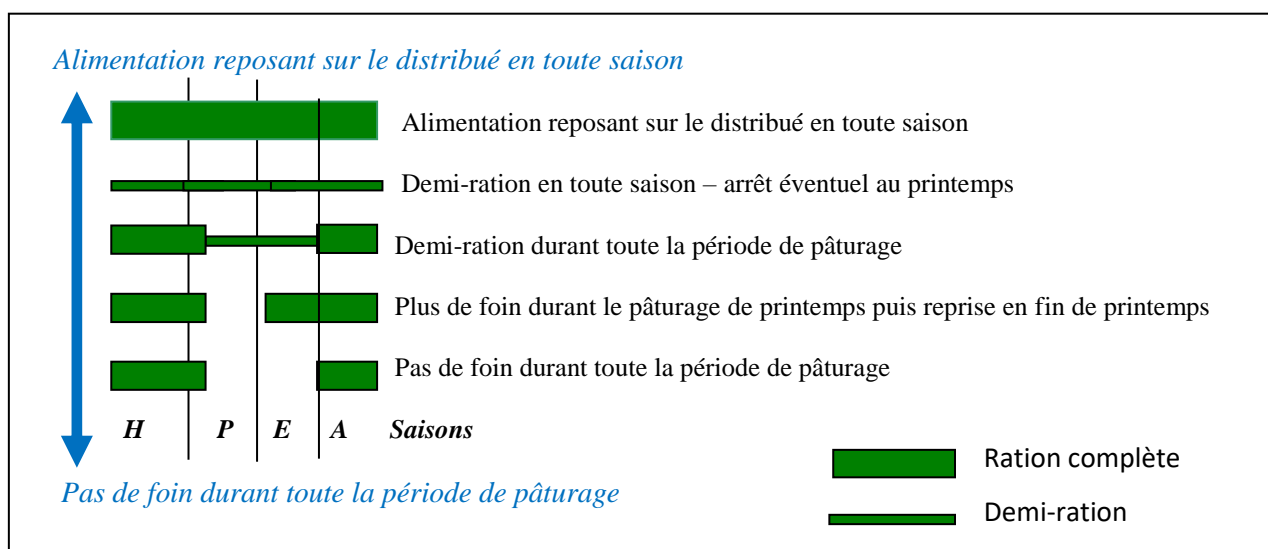 Alimentation reposant sur le distribué en toute saison
Alimentation reposant sur le distribué en toute saison
Demi-ration en toute saison – arrêt éventuel au printemps
Demi-ration durant toute la période de pâturage
Plus de foin durant le pâturage de printemps puis reprise en fin de printemps
Pas de foin durant toute la période de pâturage
H P E A Saisons
Ration complète
Pas de foin durant toute la période de pâturage
Demi-ration